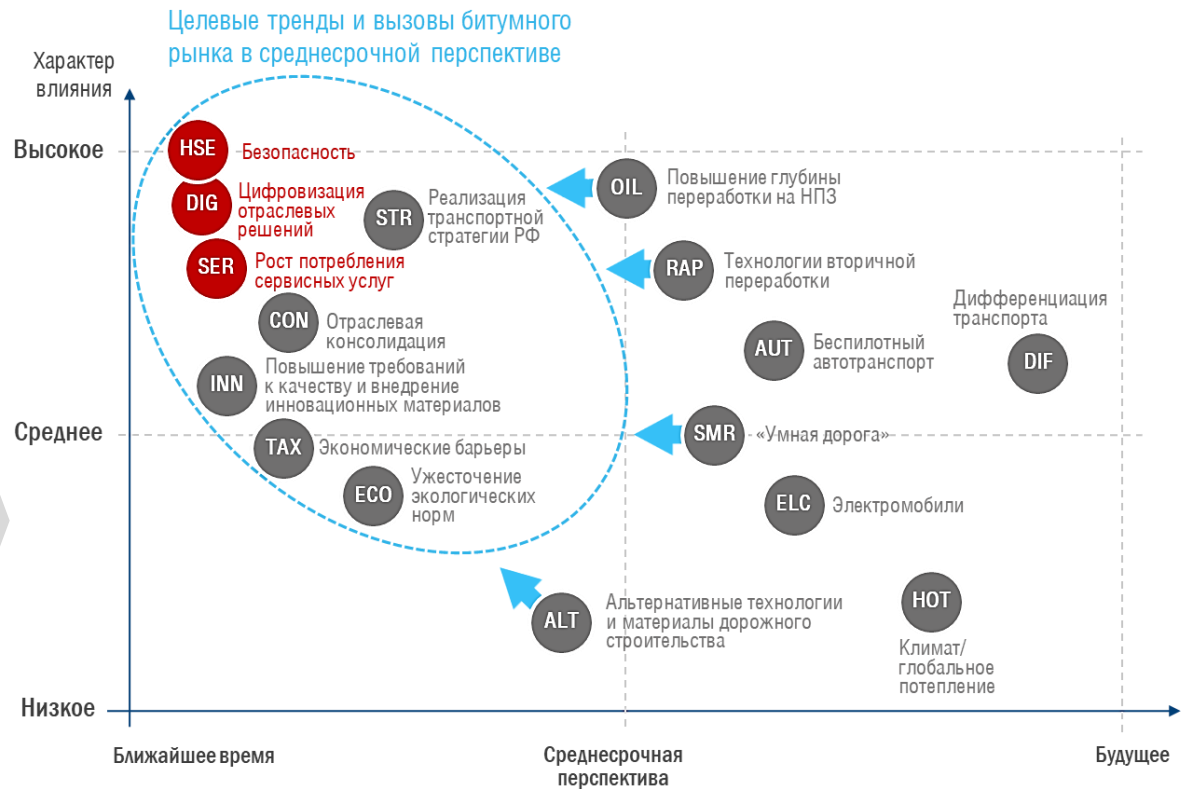 Целевые тренды и вызовы битумного
рынка в среднесрочной перспективе
Характер
влияния
Высокое
HSE
Безопасность
DIG
Цифровизация
отраслевых
решений
STR
Реализация
транспортной
стратегии РФ
OIL
Повышение глубины
переработки на НПЗ
SER
Рост потребления
сервисных услуг
RAP
Технологии вторичной
переработки
CON
Отраслевая
консолидация
AUT
Беспилотный
автотранспорт
Дифференциация
транспорта
DIF
INN
Повышение требований
к качеству и внедрение
инновационных материалов
Среднее
TAX
Экономические барьеры
SMR
«Умная дорога»
ECO
Ужесточение
экологических
норм
ELC
Электромобили
ALT
Альтернативные технологии
и материалы дорожного
строительства
HOT
Климат/
глобальное
потепление
Низкое
Ближайшее время
Среднесрочная
перспектива
Будущее